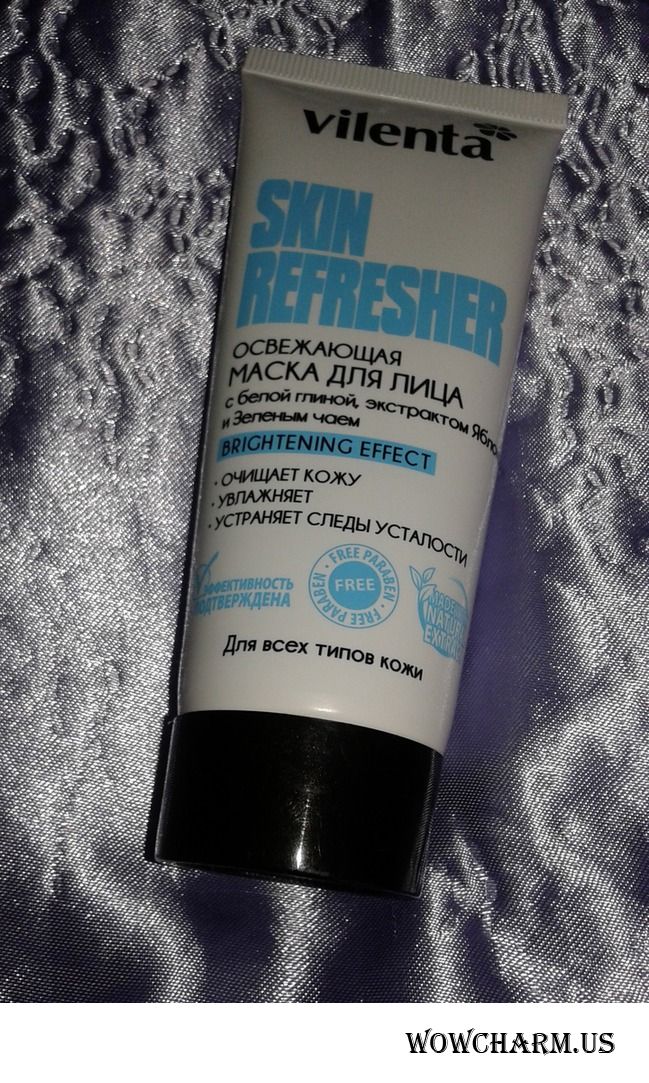 vilenta
SKIN
REFRESHER
ОСВЕЖАЮЩАЯ
МАСКА ДЛЯ ЛИЦА
с белой глиной, экстрактом
и Зеленым чаем
BRIGHTENING EFFECT
• ОЧИЩАЕТ КОЖУ
• УВЛАЖНЯЕТ
• УСТРАНЯЕТ СЛЕДЫ УСТАЛОСТИ
ЭФФЕКТИВНОСТЬ
ПОДТВЕРЖДЕНА
FREE PARABEN • FREE PARABEN •
FREE
Для всех типов кожи
WOWCHARM.US